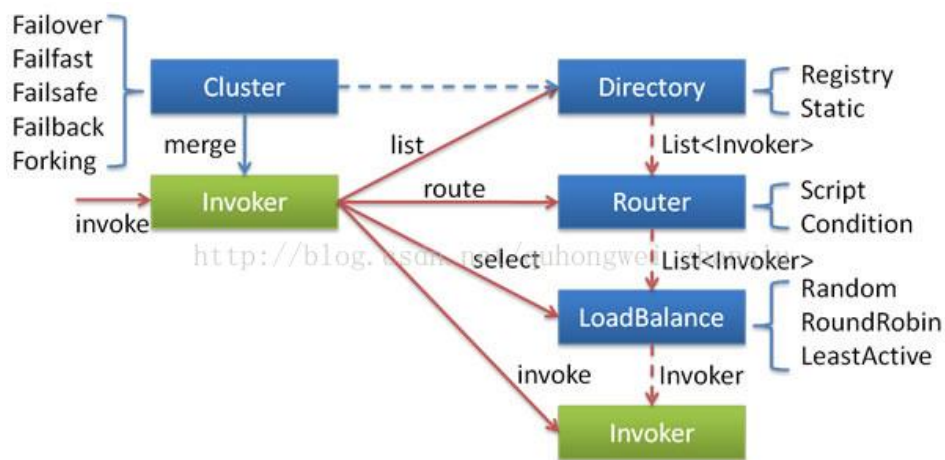 Failover
Failfast
Failsafe
Failback
Forking
Cluster
Directory
Registry
Static
merge
list
List<Invoker>
invoke
Invoker
route
Router
Script
Condition
select
List<Invoker>
LoadBalance
Random
RoundRobin
LeastActive
invoke
Invoker
Invoker